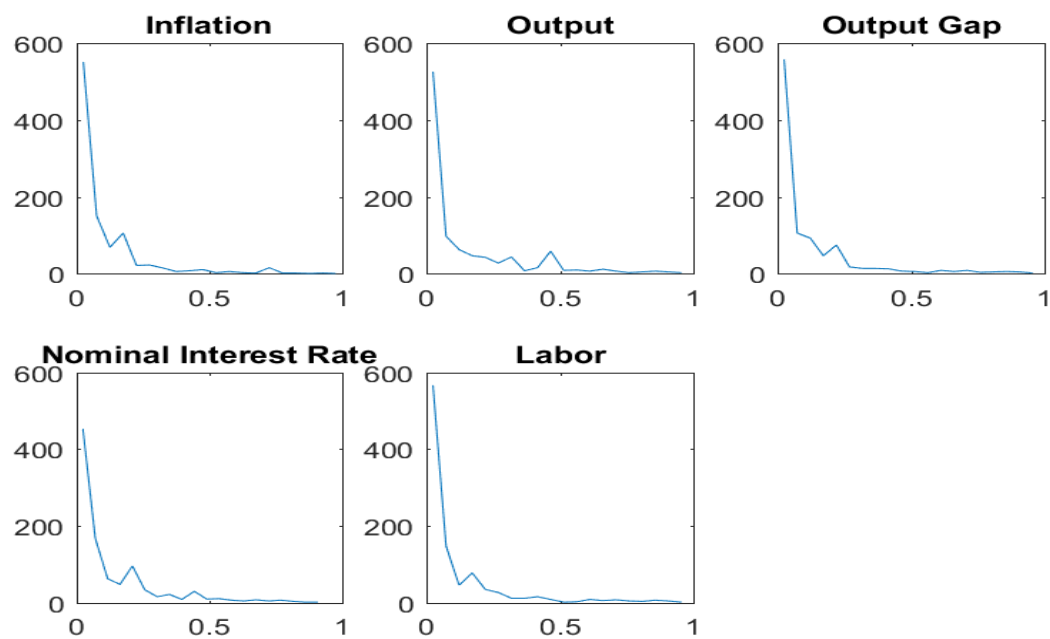 Inflation Output Output Gap
600 600 600
400 400 400
200 200 200
0 0 0
0 0.5 1 0 0.5 1 0 0.5 1
Nominal Interest Rate Labor
600 600
400 400
200 200
0 0
0 0.5 1 0 0.5 1